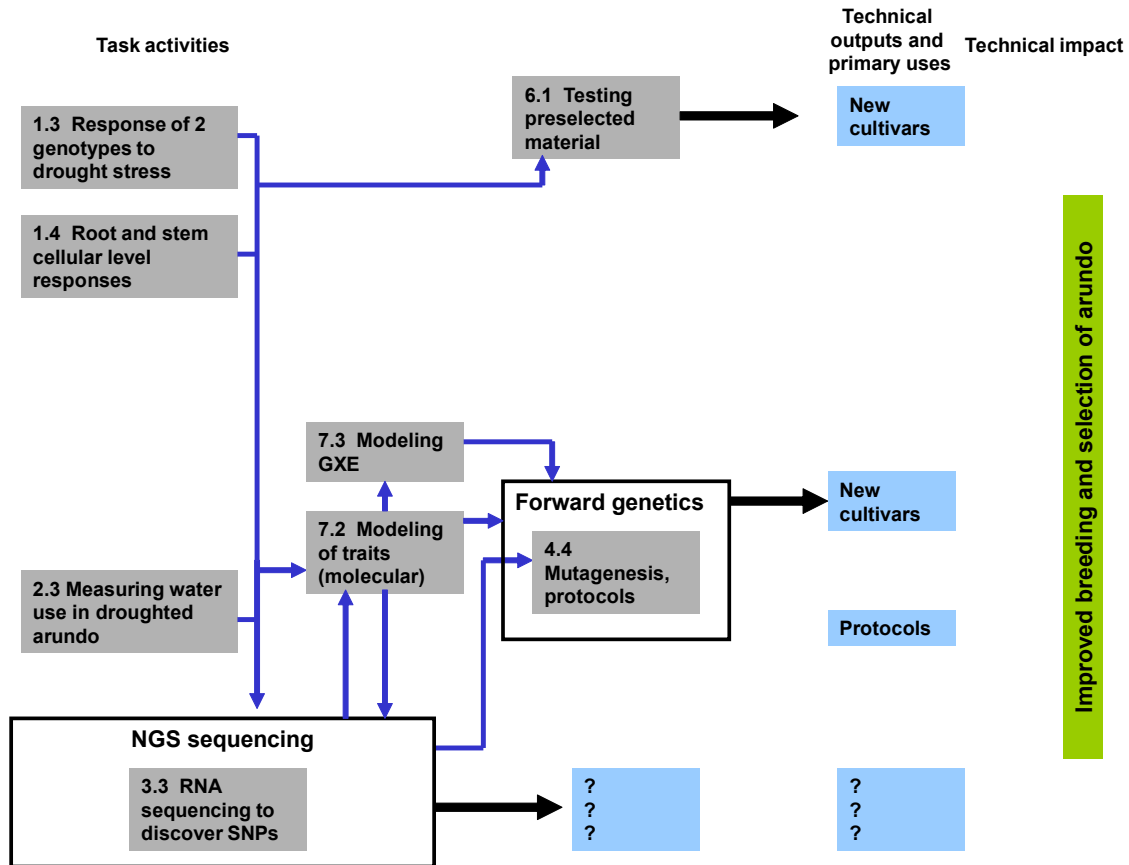 Task activities
Technical
outputs and
primary uses
Technical impact
6.1 Testing
preselected
material
New
cultivars
1.3 Response of 2
genotypes to
drought stress
1.4 Root and stem
cellular level
responses
Improved breeding and selection of arundo
7.3 Modeling
GXE
Forward genetics
New
cultivars
7.2 Modeling
of traits
(molecular)
4.4
Mutagenesis,
protocols
2.3 Measuring water
use in droughted
arundo
Protocols
NGS sequencing
3.3 RNA
sequencing to
discover SNPs
?
?
?
?
?
?